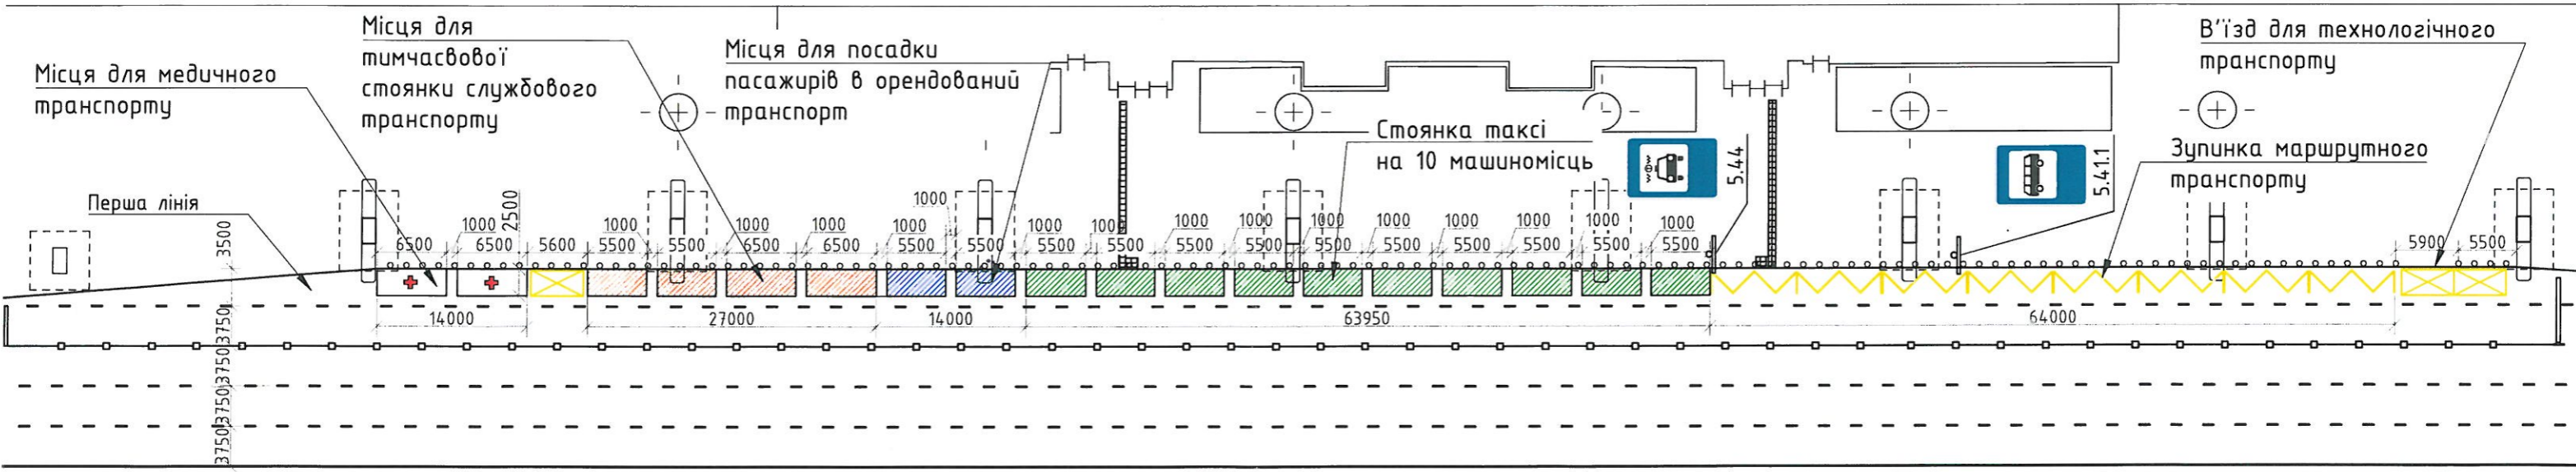 Місця для медичного
транспорту
Місця для
тимчасвової
стоянки службового
транспорту
Місця для посадки
пасажирів в орендований
транспорт
Стоянка таксі
на 10 машиномісць
5.44
5.41.1
В'їзд для технологічного
транспорту
Зупинка маршрутного
транспорту
Перша лінія
3500
2500
1000
1000 1000 1000 1000 1000 1000 1000 1000 1000 1000 1000 1000 1000 1000 1000
6500 6500 5600 5500 5500 6500 6500 5500 5500 5500 5500 5500 5500 5500 5500 5500 5500 5500 5500 5900 5500
14000 27000 14000 63950 64000
3750
3750
3750
3750